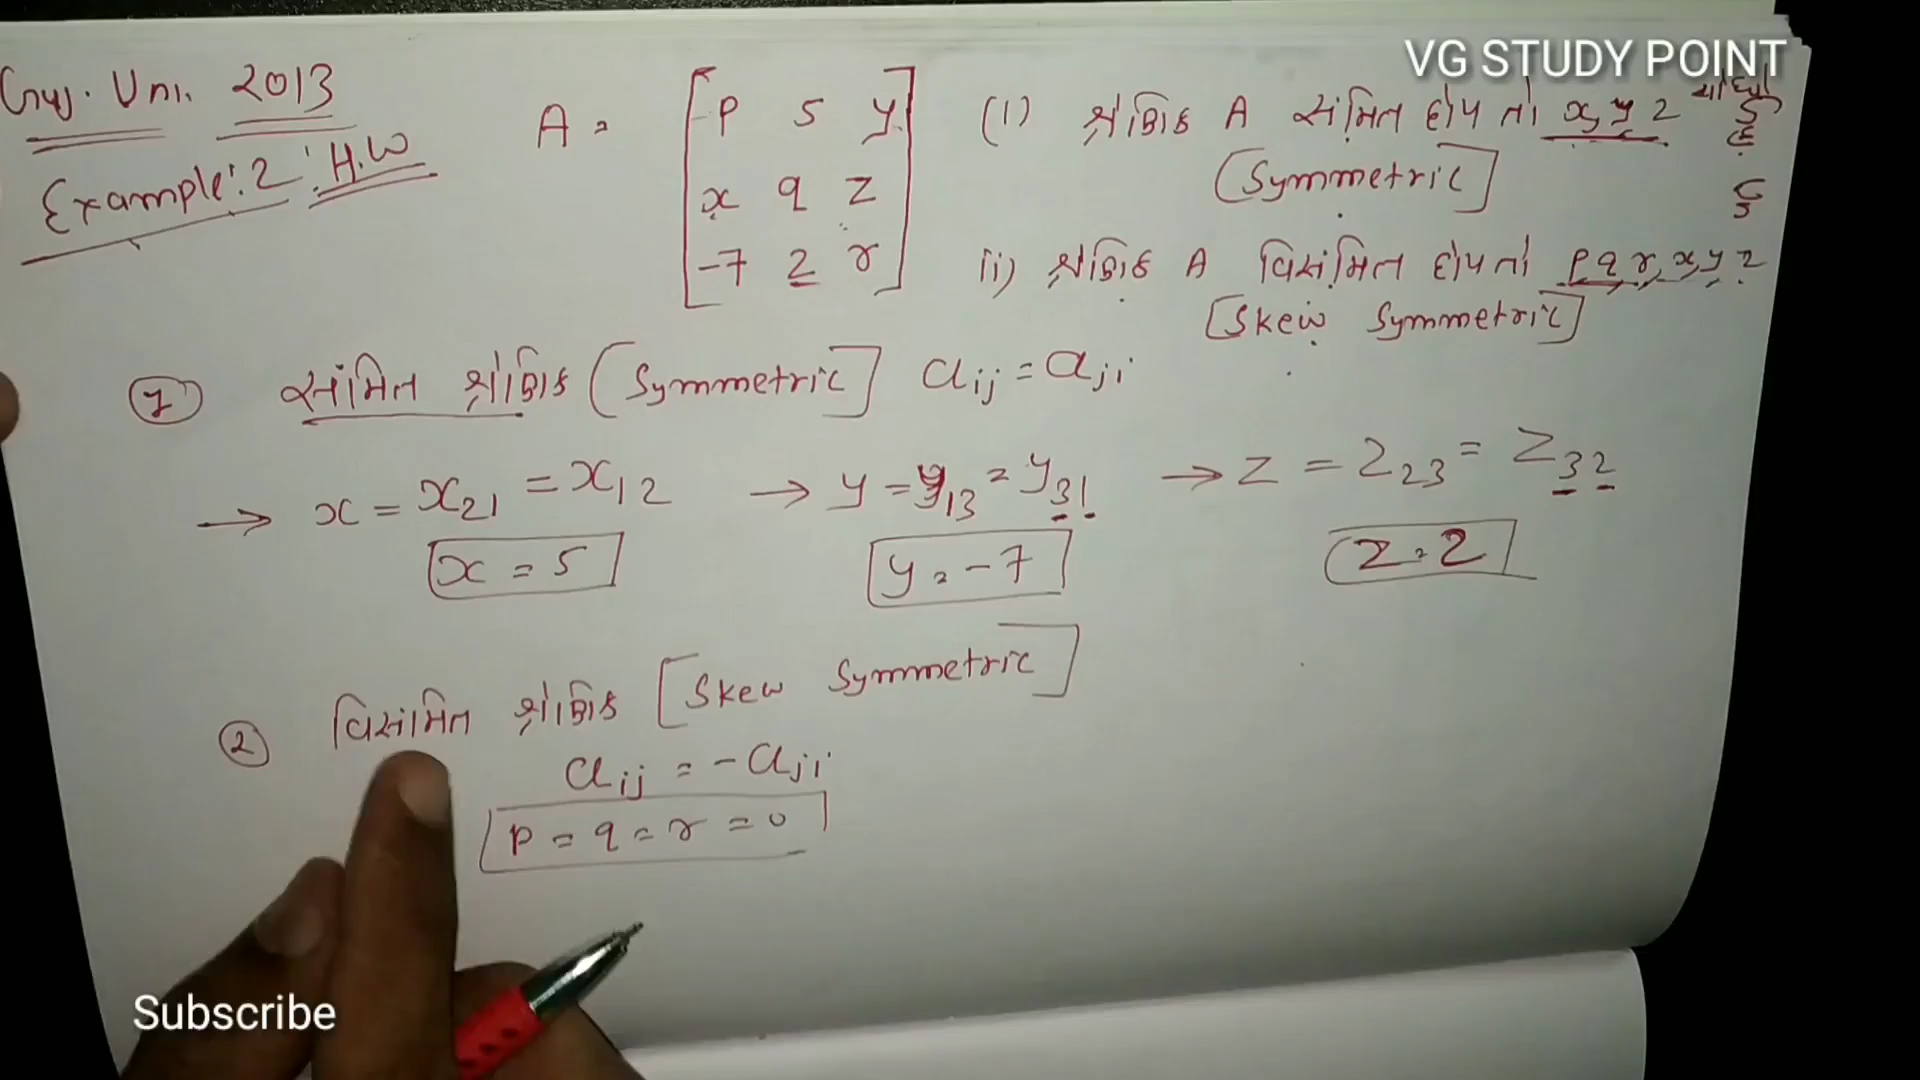 VG STUDY POINT
Guj. Uni. 2013
Example:2 H.W
A = [ p 5 y
x q z
-7 2 r ]
(i) શ્રેણિક A સંમિત હોય તો x, y z
[Symmetric]
ii) શ્રેણિક A વિસંમિત હોય તો p q r, x, y z
[Skew Symmetric]
1 સંમિત શ્રેણિક [Symmetric] aij = aji
→ x = x21 = x12 → y = y13 = y31 → z = z23 = z32
x = 5 y = -7 z = 2
2 વિસંમિત શ્રેણિક [Skew Symmetric]
aij = -aji
p = q = r = 0
Subscribe